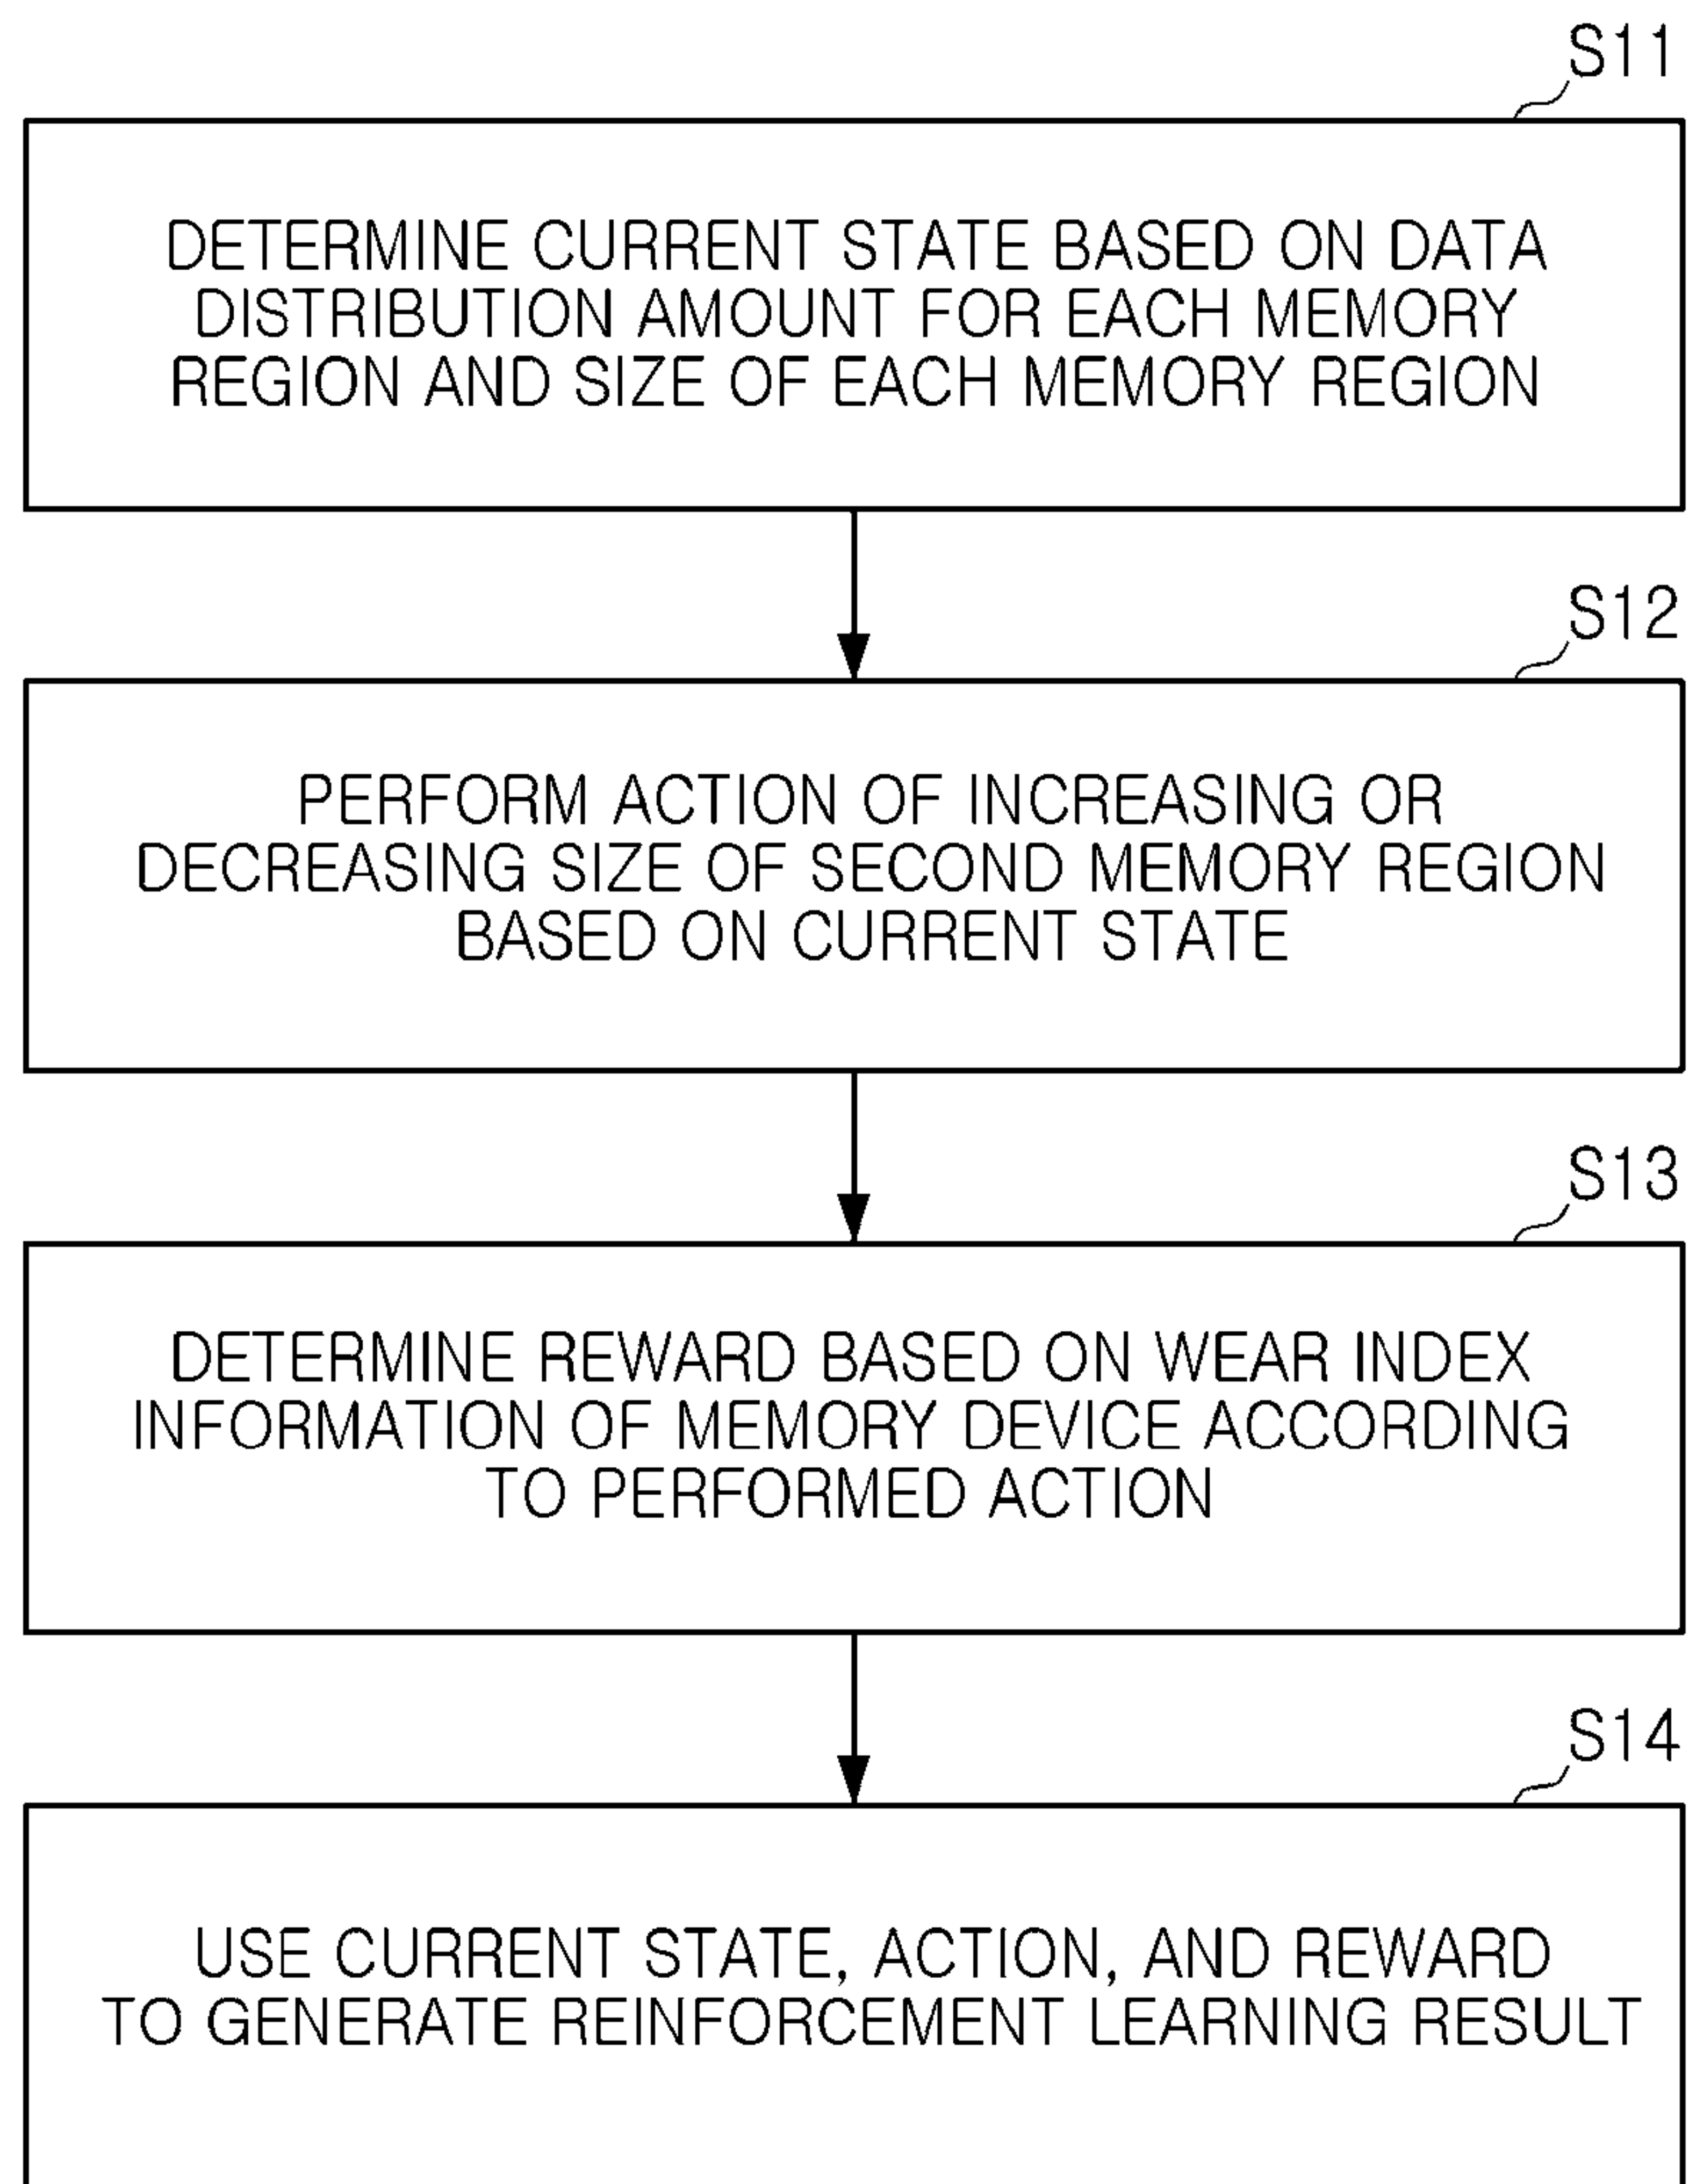 S11
DETERMINE CURRENT STATE BASED ON DATA
DISTRIBUTION AMOUNT FOR EACH MEMORY
REGION AND SIZE OF EACH MEMORY REGION
S12
PERFORM ACTION OF INCREASING OR
DECREASING SIZE OF SECOND MEMORY REGION
BASED ON CURRENT STATE
S13
DETERMINE REWARD BASED ON WEAR INDEX
INFORMATION OF MEMORY DEVICE ACCORDING
TO PERFORMED ACTION
S14
USE CURRENT STATE, ACTION, AND REWARD
TO GENERATE REINFORCEMENT LEARNING RESULT